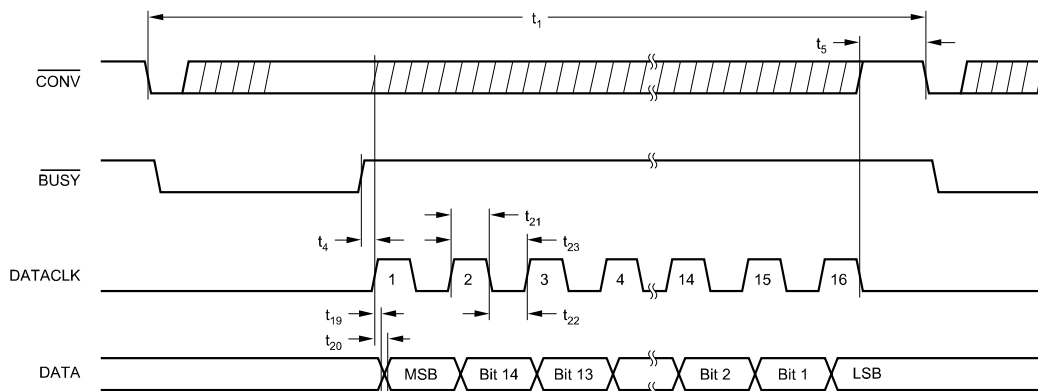 t1
t5
CONV
BUSY
t21
t4
t23
DATACLK
1 2 3 4 14 15 16
t19
t22
t20
DATA
MSB Bit 14 Bit 13 Bit 2 Bit 1 LSB